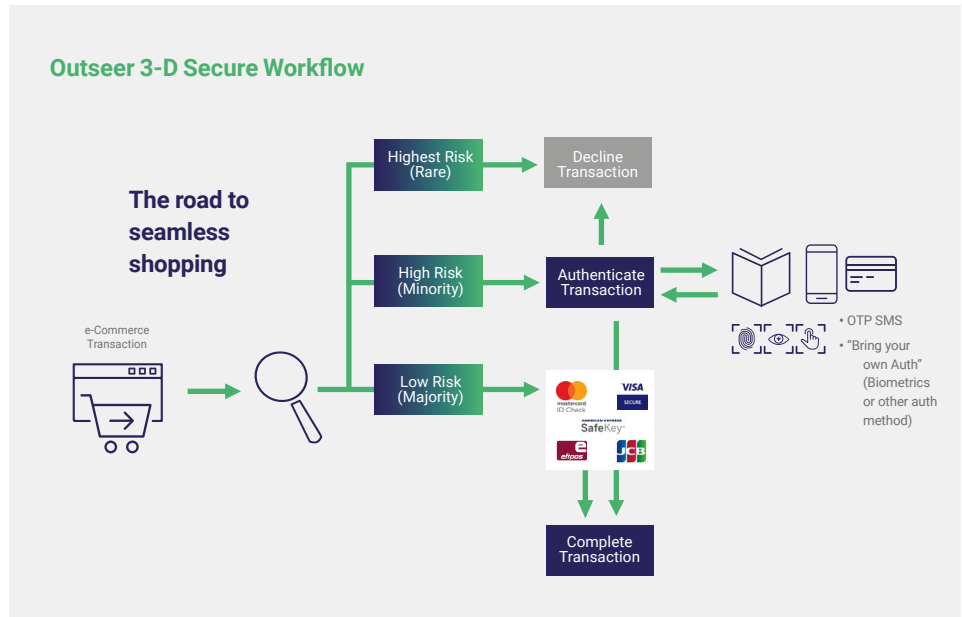 Outseer 3-D Secure Workflow
The road to
seamless
shopping
e-Commerce
Transaction
Highest Risk
(Rare)
Decline
Transaction
High Risk
(Minority)
Authenticate
Transaction
• OTP SMS
• “Bring your
own Auth”
(Biometrics
or other auth
method)
Low Risk
(Majority)
mastercard
ID Check
VISA
SECURE
AMERICAN EXPRESS
SafeKey
e
eftpos
JCB
Complete
Transaction